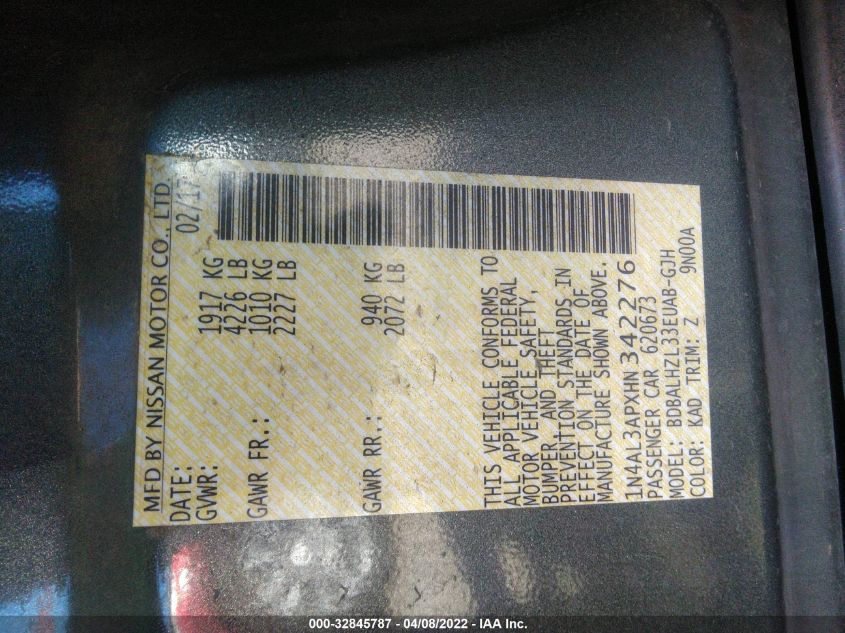 MFD BY NISSAN MOTOR CO., LTD.
DATE: 02/17
GVWR: 1917 KG
4226 LB
GAWR FR.: 1010 KG
2227 LB
GAWR RR.: 940 KG
2072 LB
THIS VEHICLE CONFORMS TO
ALL APPLICABLE FEDERAL
MOTOR VEHICLE SAFETY,
BUMPER, AND THEFT
PREVENTION STANDARDS IN
EFFECT ON THE DATE OF
MANUFACTURE SHOWN ABOVE.
1N4AL3APXHN342276
PASSENGER CAR 620673
MODEL: BDBALHZL33EUAB-GJH
COLOR: KAD TRIM: Z 9N00A
000-32845787 - 04/08/2022 - IAA Inc.